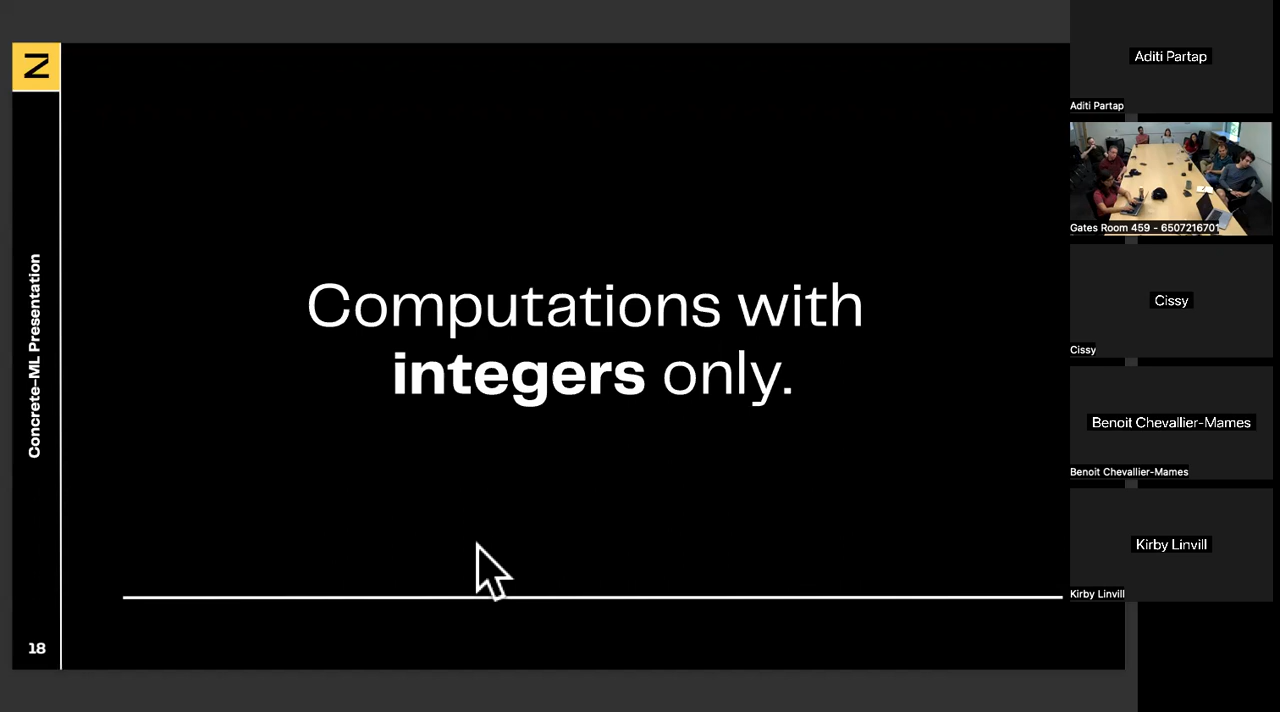 Z
Concrete-ML Presentation
Computations with
integers only.
18
Aditi Partap
Aditi Partap
Gates Room 459 - 6507216701
Cissy
Cissy
Benoit Chevallier-Mames
Benoit Chevallier-Mames
Kirby Linvill
Kirby Linvill